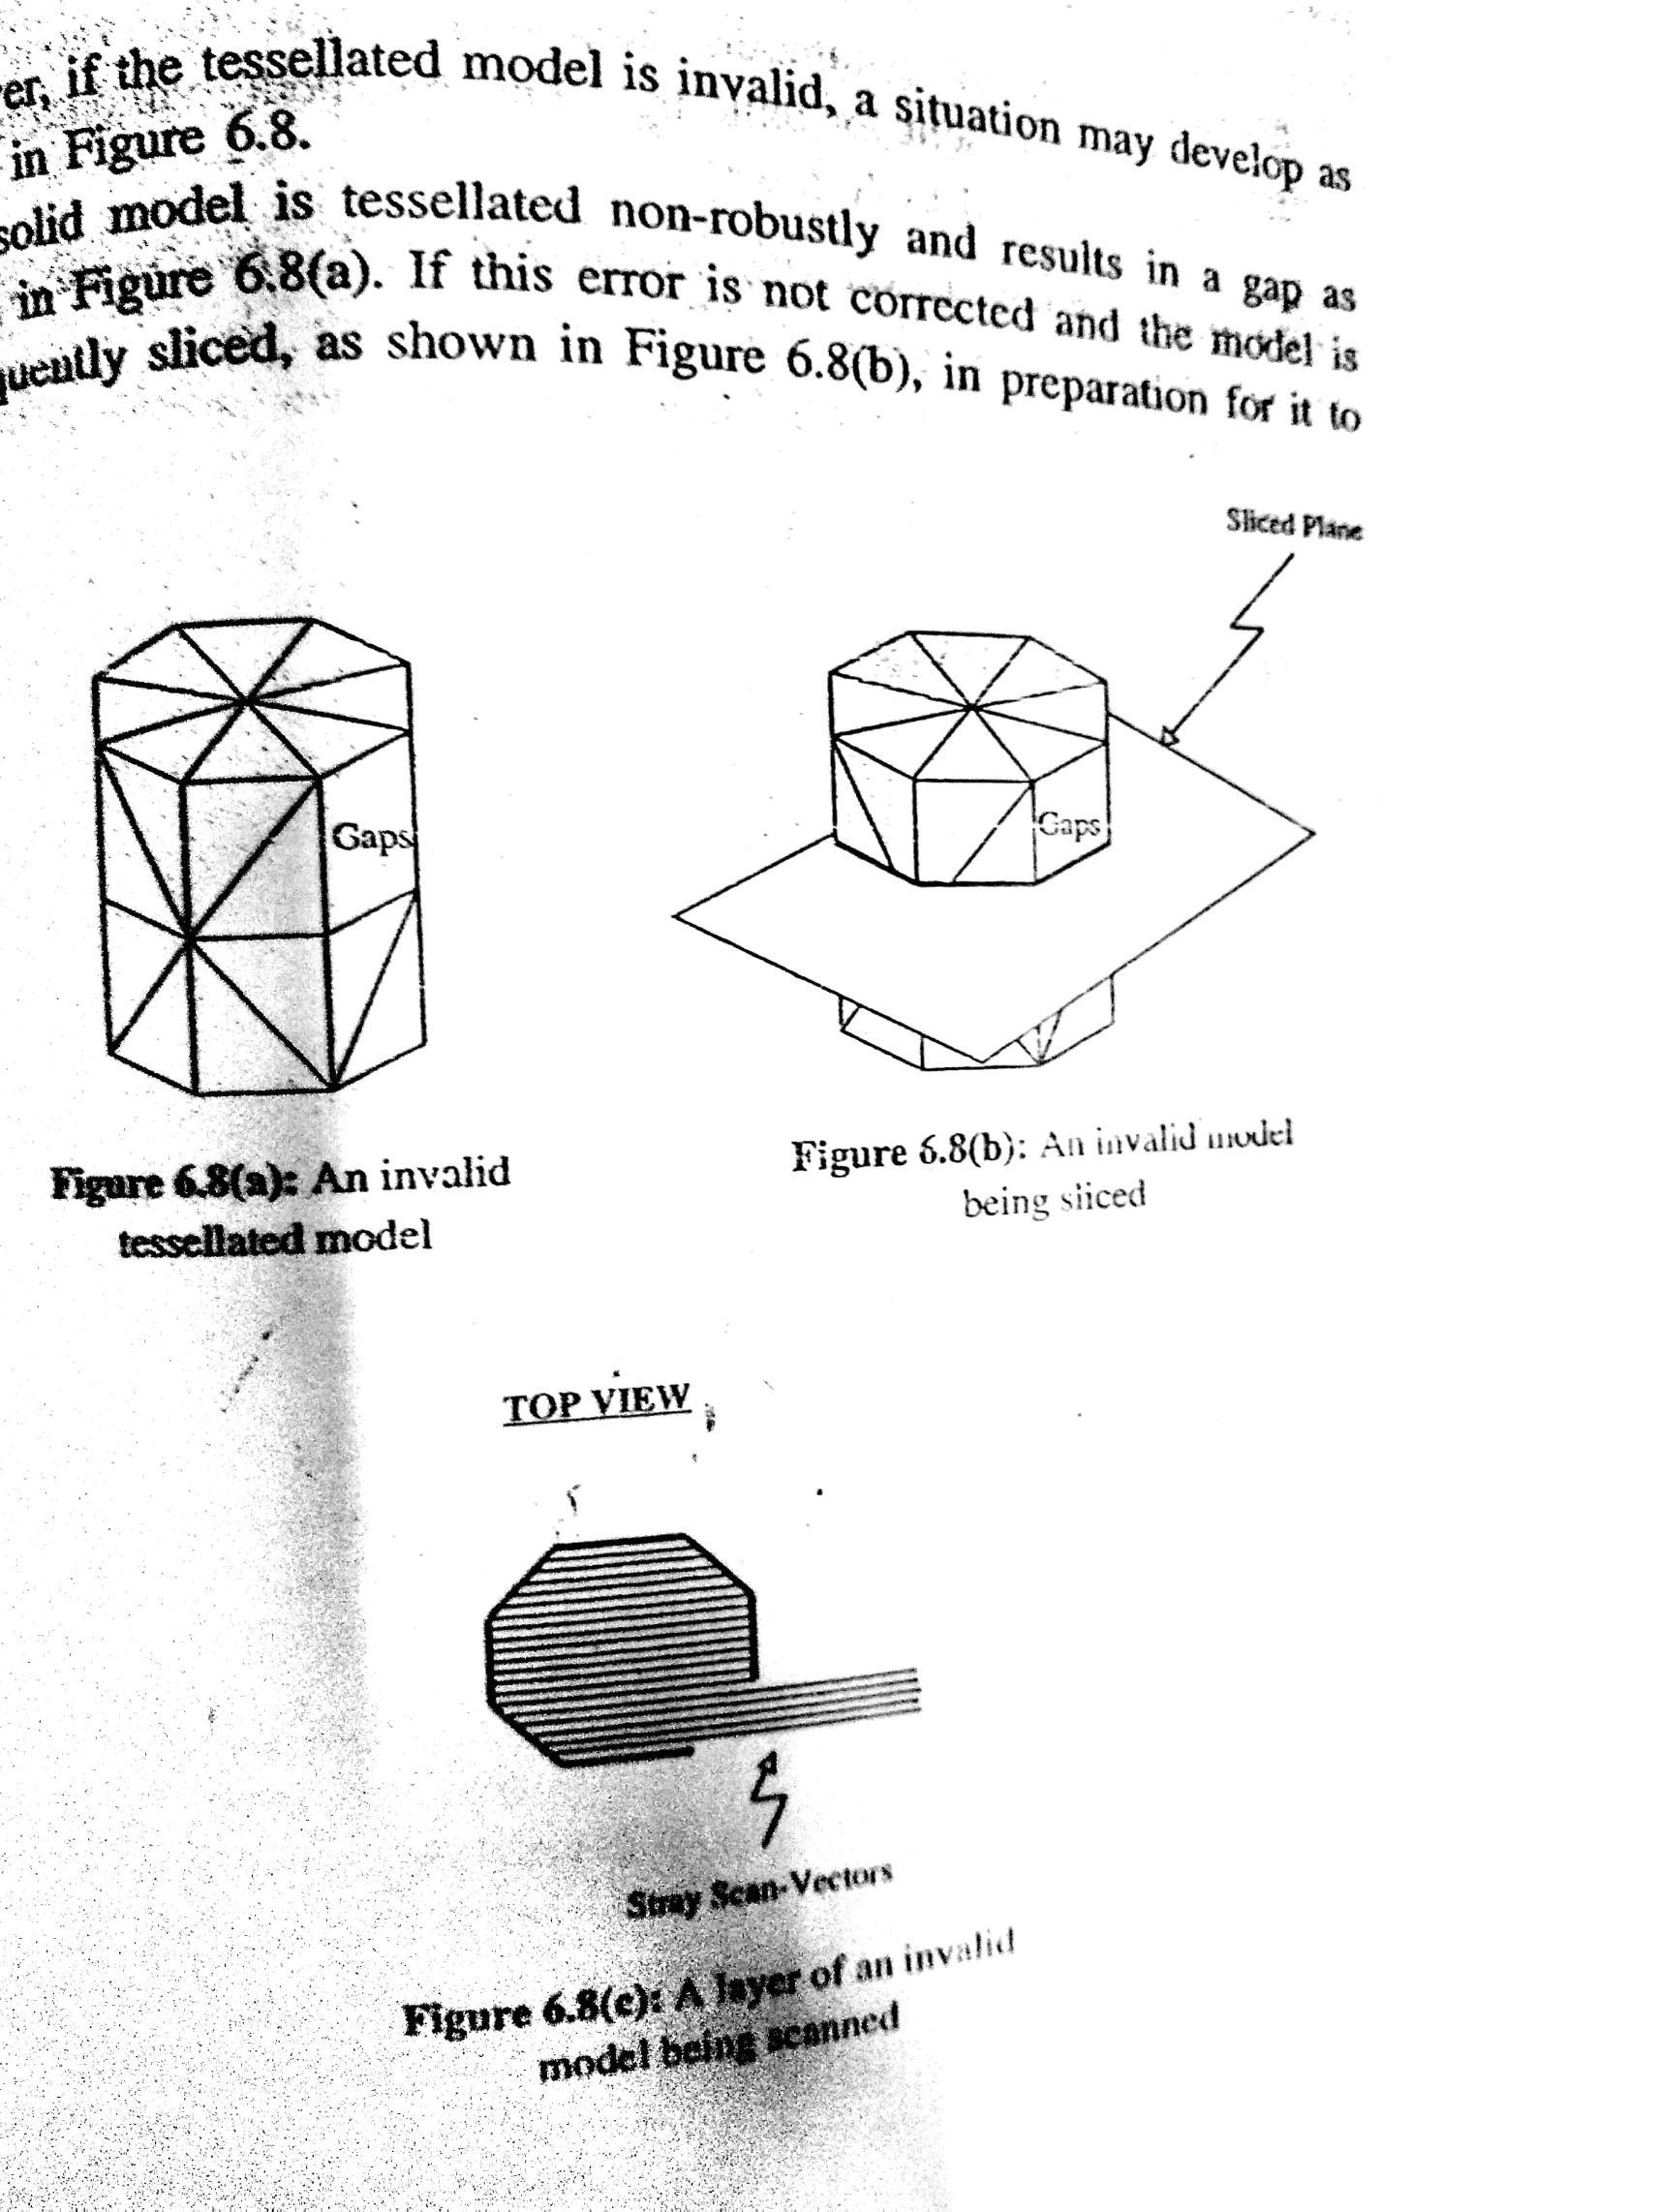 er, if the tessellated model is invalid, a situation may develop as
in Figure 6.8.
solid model is tessellated non-robustly and results in a gap as
in Figure 6.8(a). If this error is not corrected and the model is
quently sliced, as shown in Figure 6.8(b), in preparation for it to
Sliced Plane
Gaps
Gaps
Figure 6.8(a): An invalid
tessellated model
Figure 6.8(b): An invalid model
being sliced
TOP VIEW
Stray Scan-Vectors
Figure 6.8(c): A layer of an invalid
model being scanned